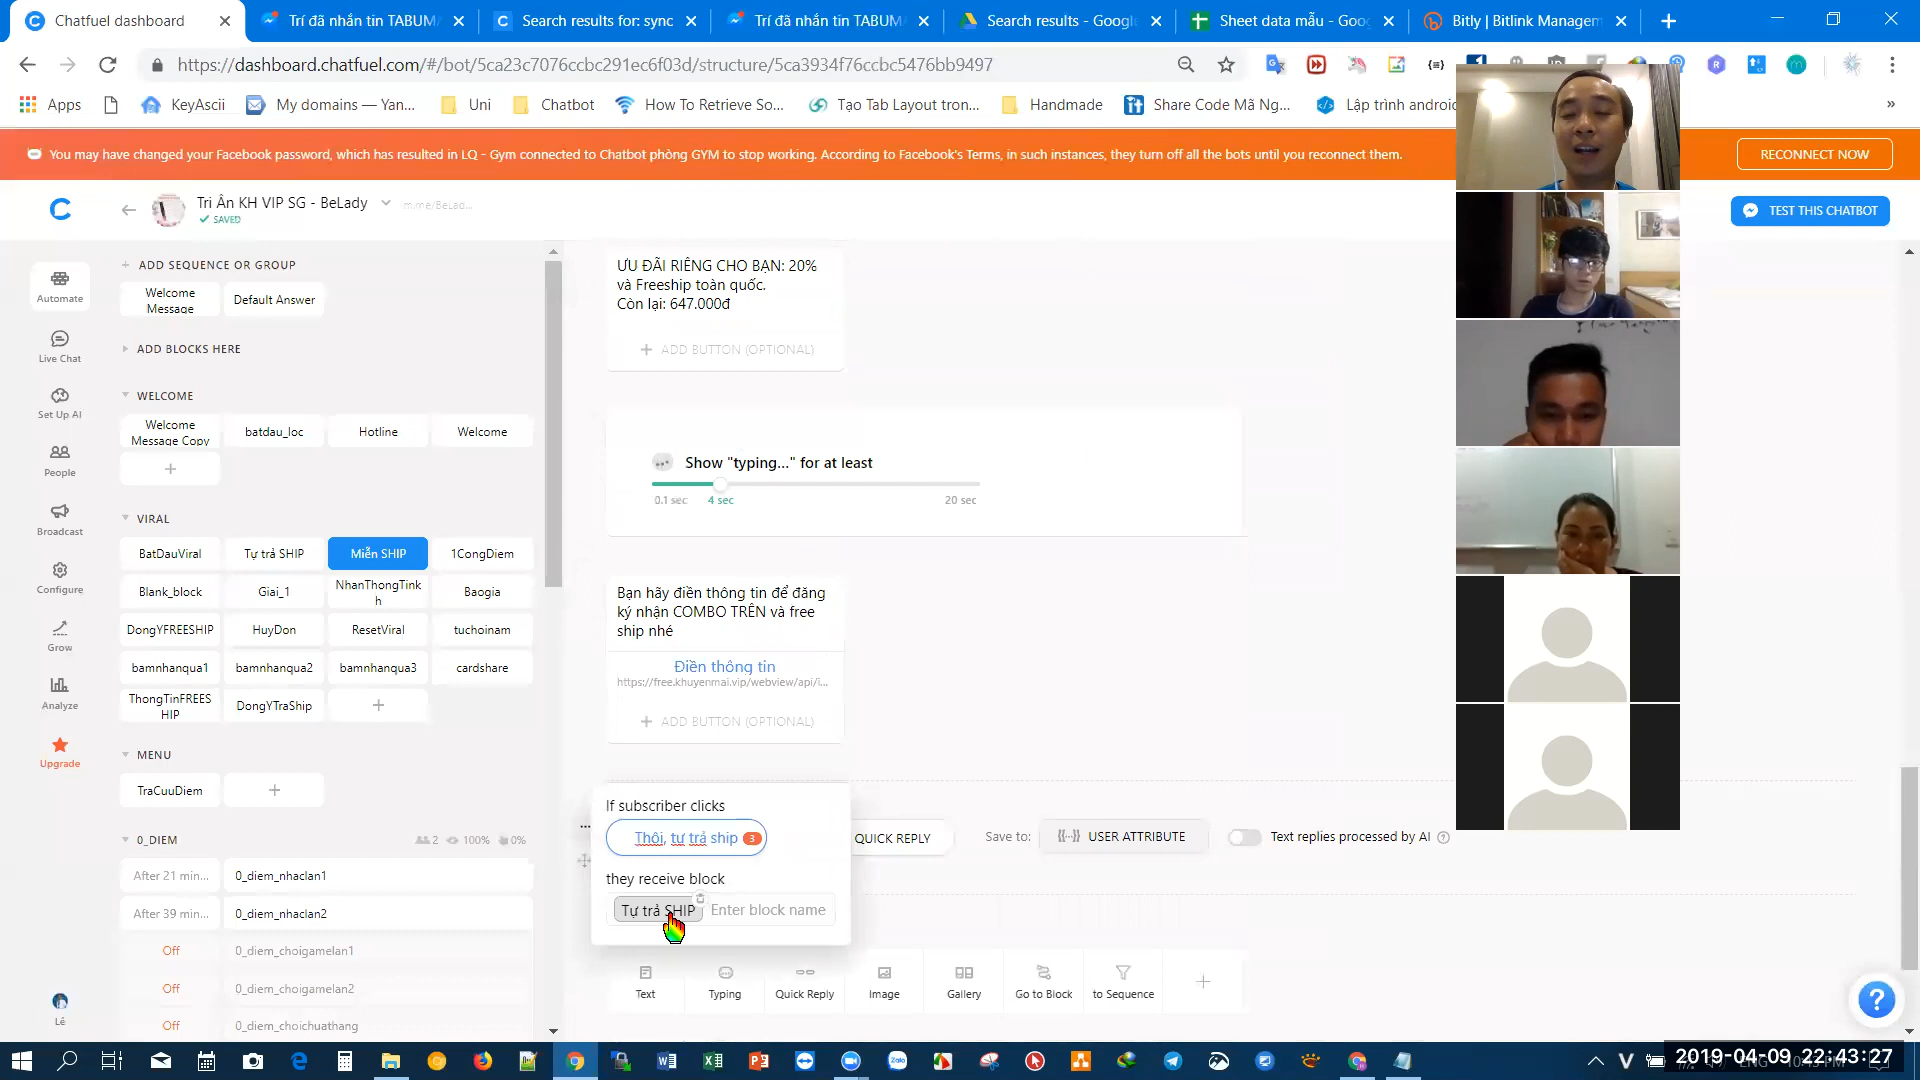 Chatfuel dashboard
Trí đã nhắn tin TABUMA
Search results for: sync
Trí đã nhắn tin TABUMA
Search results - Google
Sheet data mẫu - Goo
Bitly | Bitlink Managem
https://dashboard.chatfuel.com/#/bot/5ca23c7076ccbc291ec6f03d/structure/5ca3934f76ccbc5476bb9497
Apps
KeyAscii
My domains — Yan...
Uni
Chatbot
How To Retrieve So...
Tạo Tab Layout tron...
Handmade
Share Code Mã Ng...
Lập trình android
»
You may have changed your Facebook password, which has resulted in LQ - Gym connected to Chatbot phòng GYM to stop working. According to Facebook's Terms, in such instances, they turn off all the bots until you reconnect them.
RECONNECT NOW
Tri Ân KH VIP SG - BeLady
m.me/BeLad...
SAVED
TEST THIS CHATBOT
Automate
Live Chat
Set Up AI
People
Broadcast
Configure
Grow
Analyze
Upgrade
Lê
ADD SEQUENCE OR GROUP
Welcome Message
Default Answer
ADD BLOCKS HERE
WELCOME
Welcome Message Copy
batdau_loc
Hotline
Welcome
VIRAL
BatDauViral
Tự trả SHIP
Miễn SHIP
1CongDiem
Blank_block
Giai_1
NhanThongTinkh
Baogia
DongYFREESHIP
HuyDon
ResetViral
tuchoinam
bamnhanqua1
bamnhanqua2
bamnhanqua3
cardshare
ThongTinFREESHIP
DongYTraShip
MENU
TraCuuDiem
0_DIEM
2
100%
0%
After 21 min...
0_diem_nhaclan1
After 39 min...
0_diem_nhaclan2
Off
0_diem_choigamelan1
Off
0_diem_choigamelan2
Off
0_diem_choichuathang
ƯU ĐÃI RIÊNG CHO BẠN: 20%
và Freeship toàn quốc.
Còn lại: 647.000đ
ADD BUTTON (OPTIONAL)
Show "typing..." for at least
0.1 sec
4 sec
20 sec
Bạn hãy điền thông tin để đăng
ký nhận COMBO TRÊN và free
ship nhé
Điền thông tin
https://free.khuyenmai.vip/webview/api/i...
ADD BUTTON (OPTIONAL)
If subscriber clicks
Thôi, tự trả ship
3
they receive block
Tự trả SHIP
Enter block name
QUICK REPLY
Save to:
USER ATTRIBUTE
Text replies processed by AI
Text
Typing
Quick Reply
Image
Gallery
Go to Block
to Sequence
2019-04-09 22:43:27